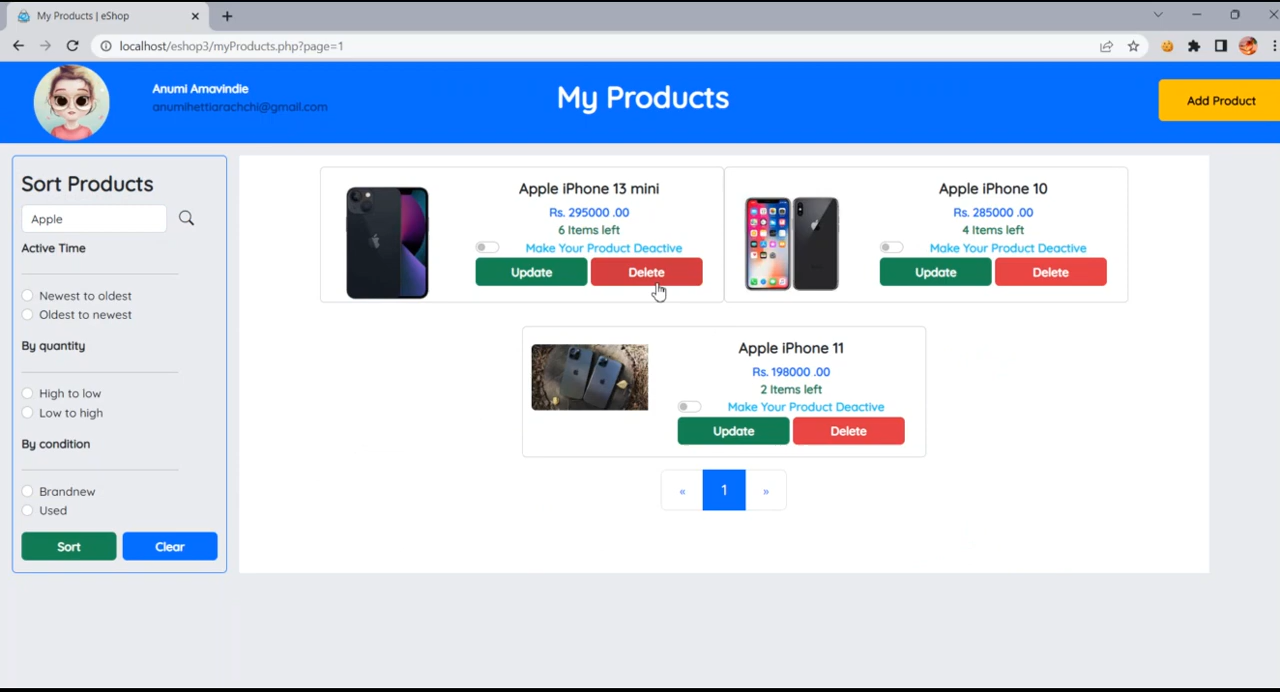 My Products | eShop
localhost/eshop3/myProducts.php?page=1
Anumi Amavindie
anumihettiarachchi@gmail.com
My Products
Add Product
Sort Products
Apple
Active Time
Newest to oldest
Oldest to newest
By quantity
High to low
Low to high
By condition
Brandnew
Used
Sort
Clear
Apple iPhone 13 mini
Rs. 295000 .00
6 Items left
Make Your Product Deactive
Update
Delete
Apple iPhone 10
Rs. 285000 .00
4 Items left
Make Your Product Deactive
Update
Delete
Apple iPhone 11
Rs. 198000 .00
2 Items left
Make Your Product Deactive
Update
Delete
« 1 »